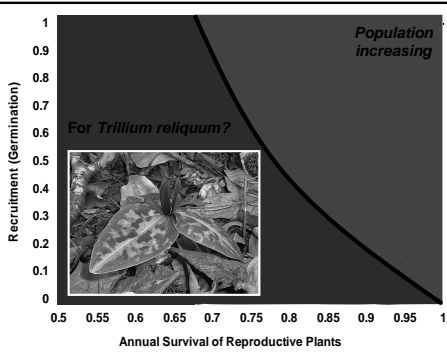 1
0.9
0.8
0.7
0.6
0.5
0.4
0.3
0.2
0.1
0
Recruitment (Germination)
Population
increasing
For Trillium reliquum?
0.5 0.55 0.6 0.65 0.7 0.75 0.8 0.85 0.9 0.95 1
Annual Survival of Reproductive Plants